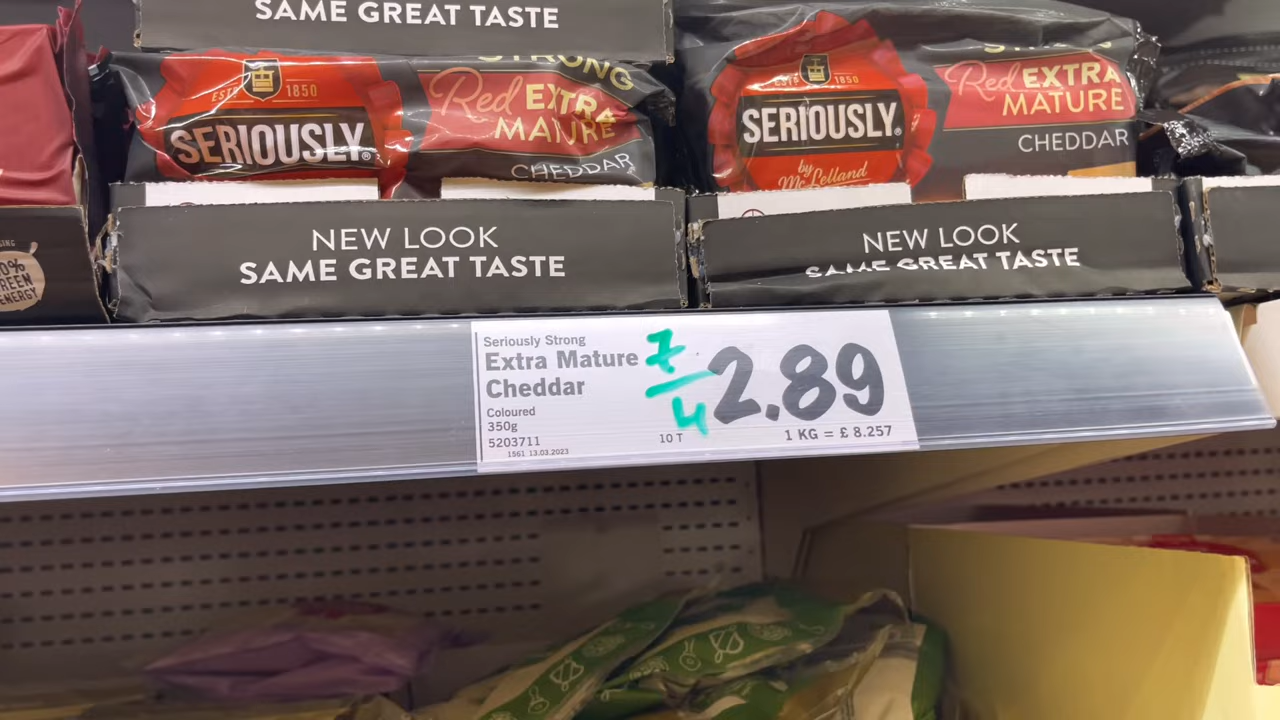 SAME GREAT TASTE
STRONG
Red EXTRA
MATURE
CHEDDAR
ESTD 1850
SERIOUSLY
STRONG
Red EXTRA
MATURE
CHEDDAR
ESTD 1850
SERIOUSLY
by
McLelland
NEW LOOK
SAME GREAT TASTE
NEW LOOK
SAME GREAT TASTE
Seriously Strong
Extra Mature
Cheddar
Coloured
350g
5203711
1561 13.03.2023
10 T
7
4
2.89
1 KG = £ 8.257